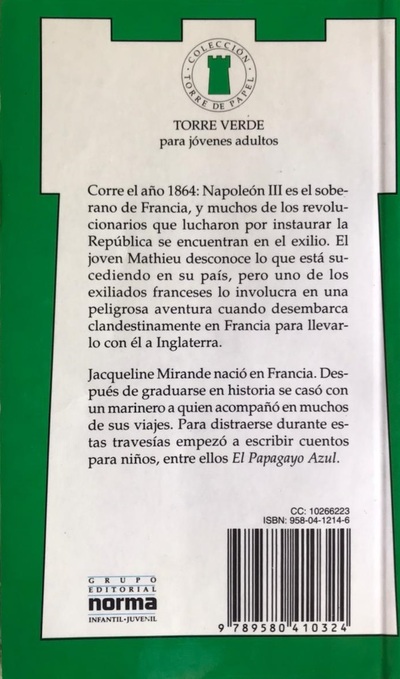 COLECCIÓN
TORRE DE PAPEL
TORRE VERDE
para jóvenes adultos
Corre el año 1864: Napoleón III es el sobe-
rano de Francia, y muchos de los revolu-
cionarios que lucharon por instaurar la
República se encuentran en el exilio. El
joven Mathieu desconoce lo que está su-
cediendo en su país, pero uno de los
exiliados franceses lo involucra en una
peligrosa aventura cuando desembarca
clandestinamente en Francia para llevar-
lo con él a Inglaterra.
Jacqueline Mirande nació en Francia. Des-
pués de graduarse en historia se casó con
un marinero a quien acompañó en muchos
de sus viajes. Para distraerse durante es-
tas travesías empezó a escribir cuentos
para niños, entre ellos El Papagayo Azul.
CC: 10266223
ISBN: 958-04-1214-6
GRUPO
EDITORIAL
norma
INFANTIL-JUVENIL
9 789580 410324